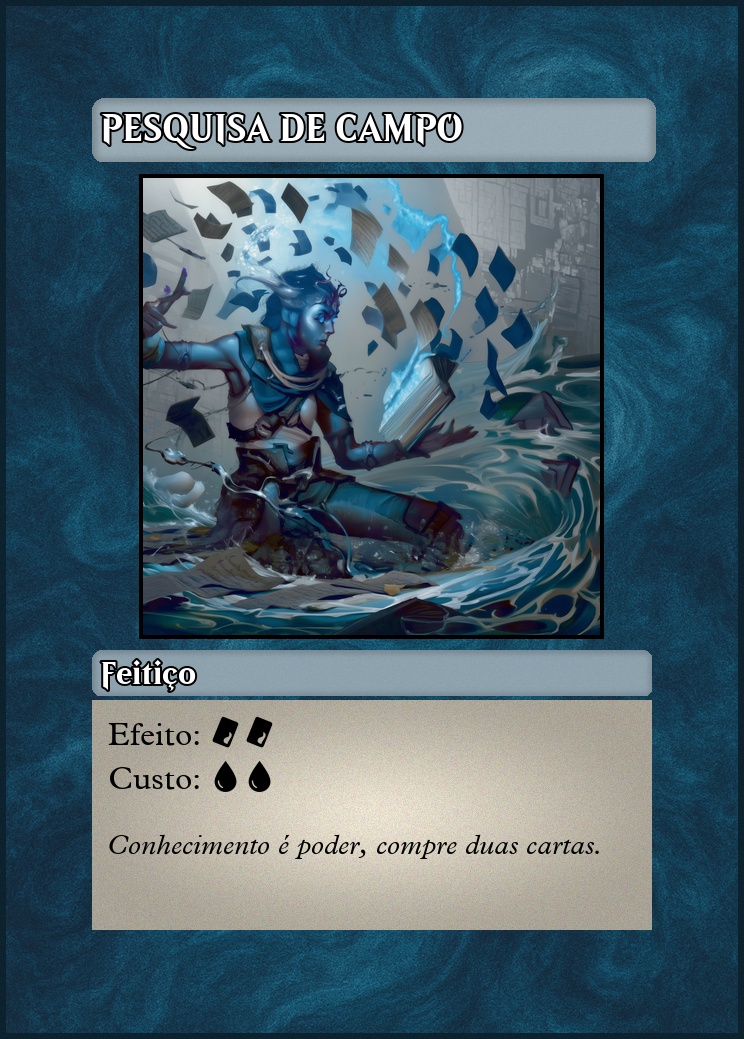 PESQUISA DE CAMPO
Feitiço
Efeito:
Custo:
Conhecimento é poder, compre duas cartas.